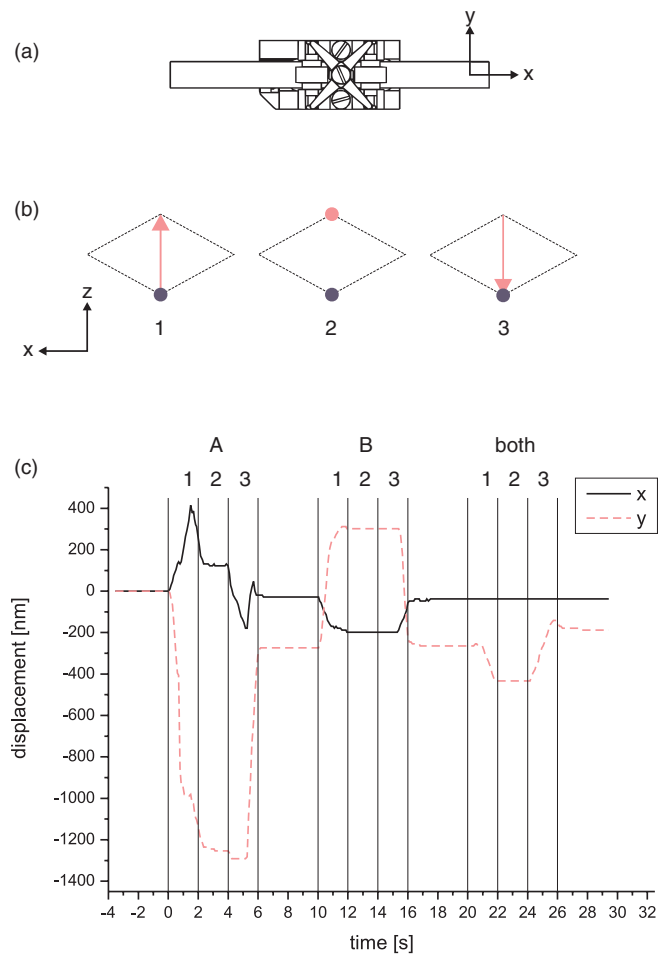 (a)
y
x
(b)
z
x
1
2
3
A B both
(c)
1 2 3 1 2 3 1 2 3
x
y
400
200
0
-200
-400
-600
-800
-1000
-1200
-1400
displacement [nm]
-4 -2 0 2 4 6 8 10 12 14 16 18 20 22 24 26 28 30 32
time [s]